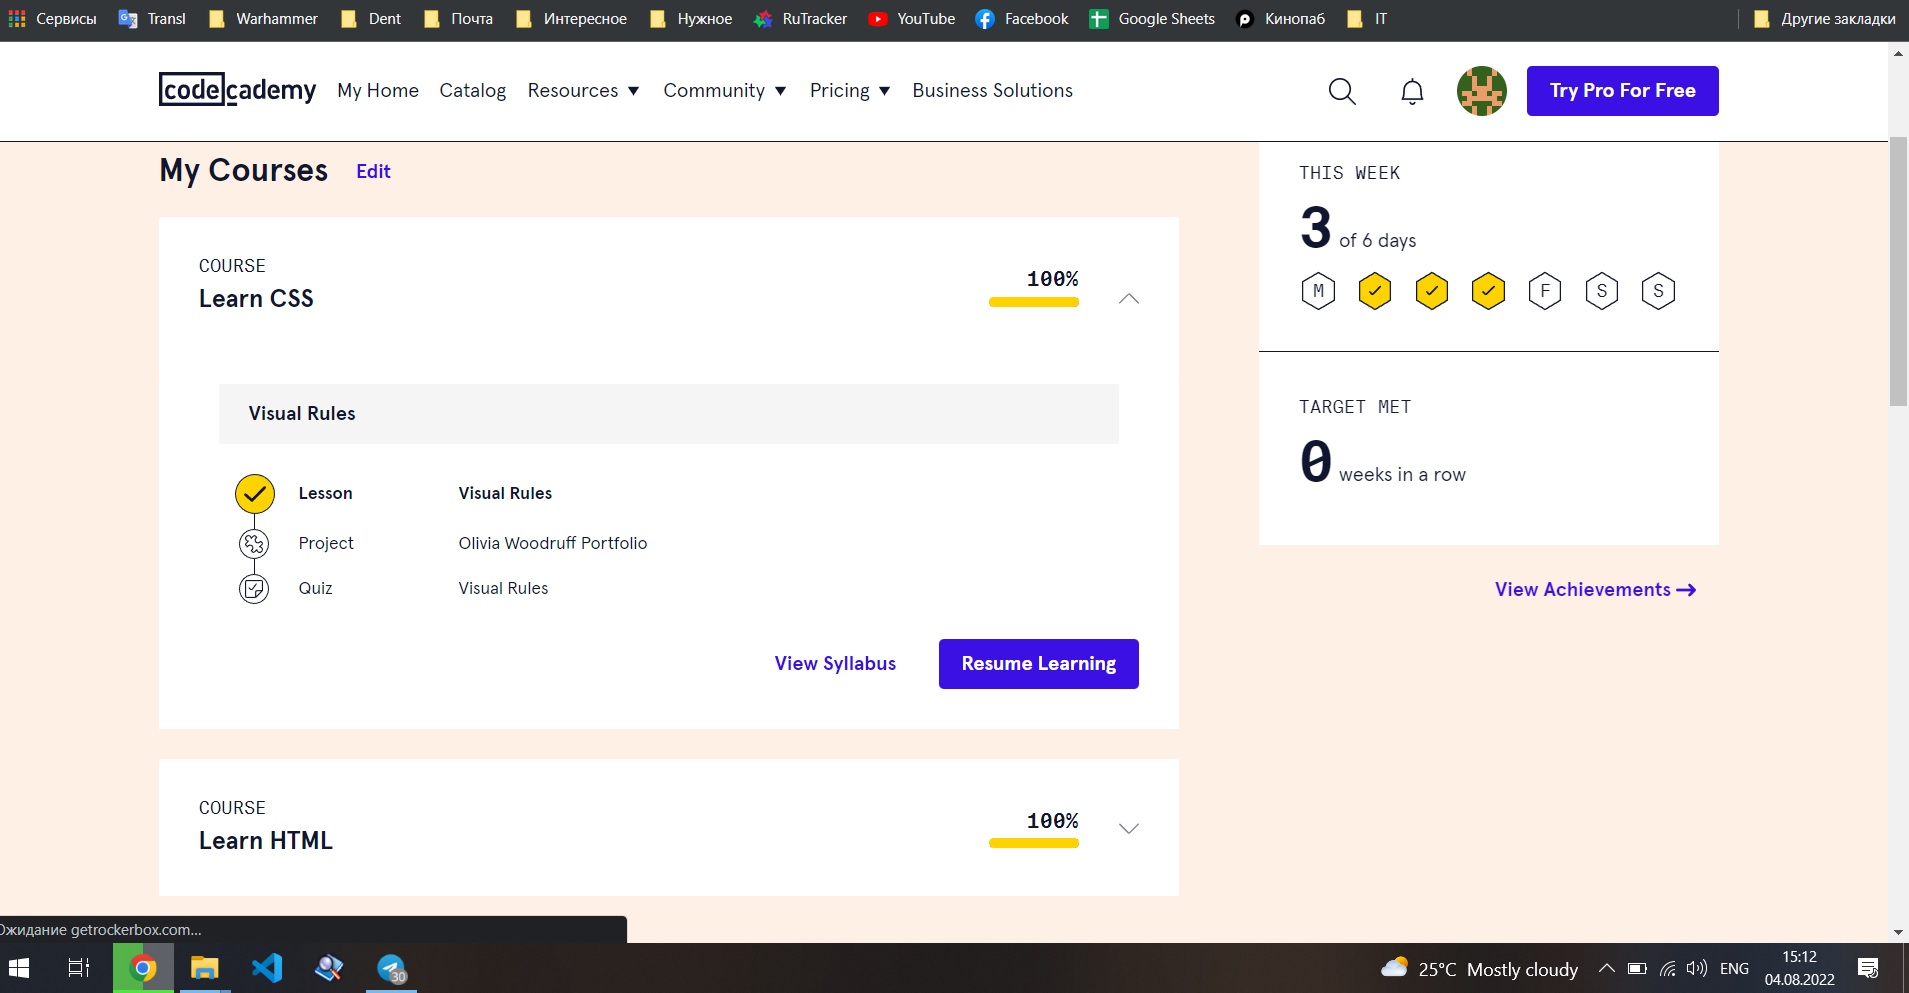 Сервисы Transl Warhammer Dent Почта Интересное Нужное RuTracker YouTube Facebook Google Sheets Кинопаб IT Другие закладки
codecademy My Home Catalog Resources Community Pricing Business Solutions Try Pro For Free
My Courses Edit
COURSE
Learn CSS
100%
Visual Rules
Lesson Visual Rules
Project Olivia Woodruff Portfolio
Quiz Visual Rules
View Syllabus Resume Learning
COURSE
Learn HTML
100%
THIS WEEK
3 of 6 days
M F S S
TARGET MET
0 weeks in a row
View Achievements
Ожидание getrockerbox.com...
30
25°C Mostly cloudy ENG
15:12
04.08.2022